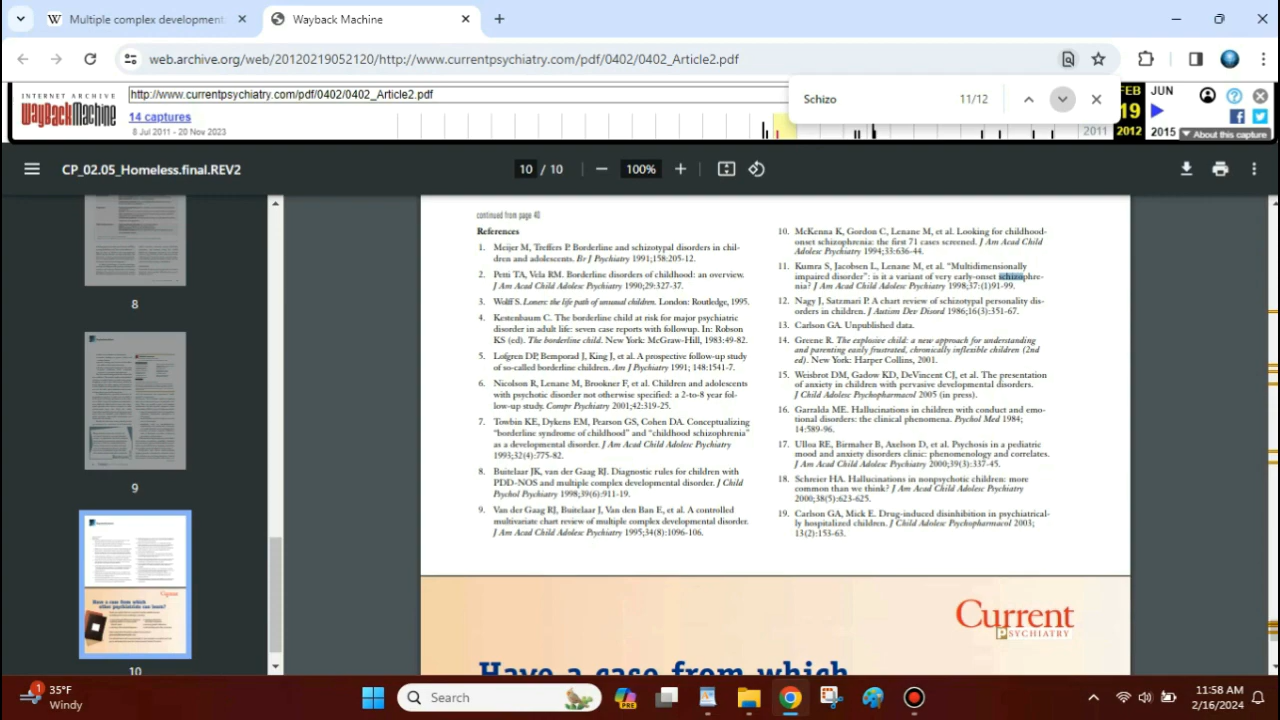 Multiple complex development
Wayback Machine
web.archive.org/web/20120219052120/http://www.currentpsychiatry.com/pdf/0402/0402_Article2.pdf
INTERNET ARCHIVE
WayBackMachine
http://www.currentpsychiatry.com/pdf/0402/0402_Article2.pdf
14 captures
8 Jul 2011 - 20 Nov 2023
Schizo
11/12
FEB
JUN
19
2011
2012
2015
About this capture
CP_02.05_Homeless.final.REV2
10 / 10
100%
8
9
10
continued from page 40
References
1. Meijer M, Treffers P. Borderline and schizotypal disorders in chil-
dren and adolescents. Br J Psychiatry 1991;158:205-12.
2. Petti TA, Vela RM. Borderline disorders of childhood: an overview.
J Am Acad Child Adolesc Psychiatry 1990;29:327-37.
3. Wolff S. Loners: the life path of unusual children. London: Routledge, 1995.
4. Kestenbaum C. The borderline child at risk for major psychiatric
disorder in adult life: seven case reports with followup. In: Robson
KS (ed). The borderline child. New York: McGraw-Hill, 1983:49-82.
5. Lofgren DP, Bemporad J, King J, et al. A prospective follow-up study
of so-called borderline children. Am J Psychiatry 1991; 148:1541-7.
6. Nicolson R, Lenane M, Brookner F, et al. Children and adolescents
with psychotic disorder not otherwise specified: a 2-to-8 year fol-
low-up study. Compr Psychiatry 2001;42:319-25.
7. Towbin KE, Dykens EM, Pearson GS, Cohen DA. Conceptualizing
"borderline syndrome of childhood" and "childhood schizophrenia"
as a developmental disorder. J Am Acad Child Adolesc Psychiatry
1993;32(4):775-82.
8. Buitelaar JK, van der Gaag RJ. Diagnostic rules for children with
PDD-NOS and multiple complex developmental disorder. J Child
Psychol Psychiatry 1998;39(6):911-19.
9. Van der Gaag RJ, Buitelaar J, Van den Ban E, et al. A controlled
multivariate chart review of multiple complex developmental disorder.
J Am Acad Child Adolesc Psychiatry 1995;34(8):1096-106.
10. McKenna K, Gordon C, Lenane M, et al. Looking for childhood-
onset schizophrenia: the first 71 cases screened. J Am Acad Child
Adolesc Psychiatry 1994;33:636-44.
11. Kumra S, Jacobsen L, Lenane M, et al. "Multidimensionally
impaired disorder": is it a variant of very early-onset schizophre-
nia? J Am Acad Child Adolesc Psychiatry 1998;37:(1)91-99.
12. Nagy J, Satzmari P. A chart review of schizotypal personality dis-
orders in children. J Autism Dev Disord 1986;16(3):351-67.
13. Carlson GA. Unpublished data.
14. Greene R. The explosive child: a new approach for understanding
and parenting easily frustrated, chronically inflexible children (2nd
ed). New York: Harper Collins, 2001.
15. Weisbrot DM, Gadow KD, DeVincent CJ, et al. The presentation
of anxiety in children with pervasive developmental disorders.
J Child Adolesc Psychopharmacol 2005 (in press).
16. Garralda ME. Hallucinations in children with conduct and emo-
tional disorders: the clinical phenomena. Psychol Med 1984;
14:589-96.
17. Ulloa RE, Birmaher B, Axelson D, et al. Psychosis in a pediatric
mood and anxiety disorders clinic: phenomenology and correlates.
J Am Acad Child Adolesc Psychiatry 2000;39(3):337-45.
18. Schreier HA. Hallucinations in nonpsychotic children: more
common than we think? J Am Acad Child Adolesc Psychiatry
2000;38(5):623-625.
19. Carlson GA, Mick E. Drug-induced disinhibition in psychiatrical-
ly hospitalized children. J Child Adolesc Psychopharmacol 2003;
13(2):153-63.
Current
PSYCHIATRY
Have a case from which
1
35°F
Windy
Search
PRE
11:58 AM
2/16/2024